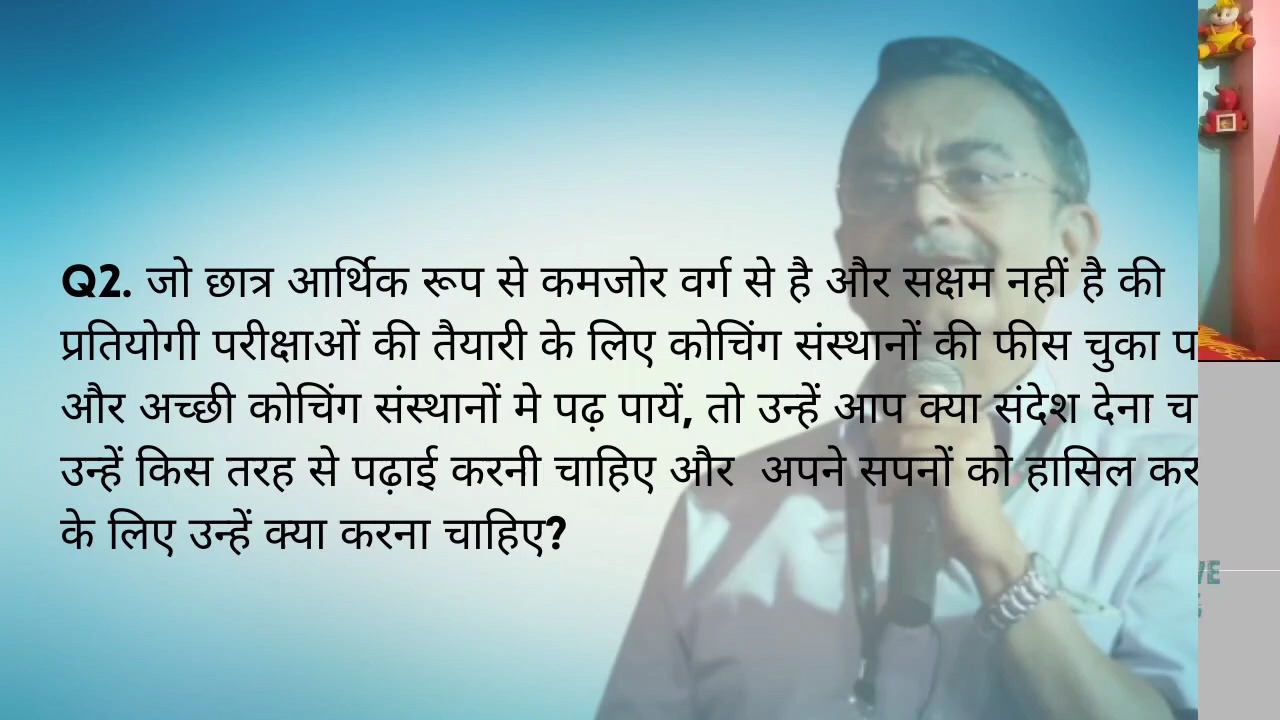 Q2. जो छात्र आर्थिक रूप से कमजोर वर्ग से है और सक्षम नहीं है की
प्रतियोगी परीक्षाओं की तैयारी के लिए कोचिंग संस्थानों की फीस चुका
और अच्छी कोचिंग संस्थानों मे पढ़ पायें, तो उन्हें आप क्या संदेश देना
उन्हें किस तरह से पढ़ाई करनी चाहिए और अपने सपनों को हासिल
के लिए उन्हें क्या करना चाहिए?